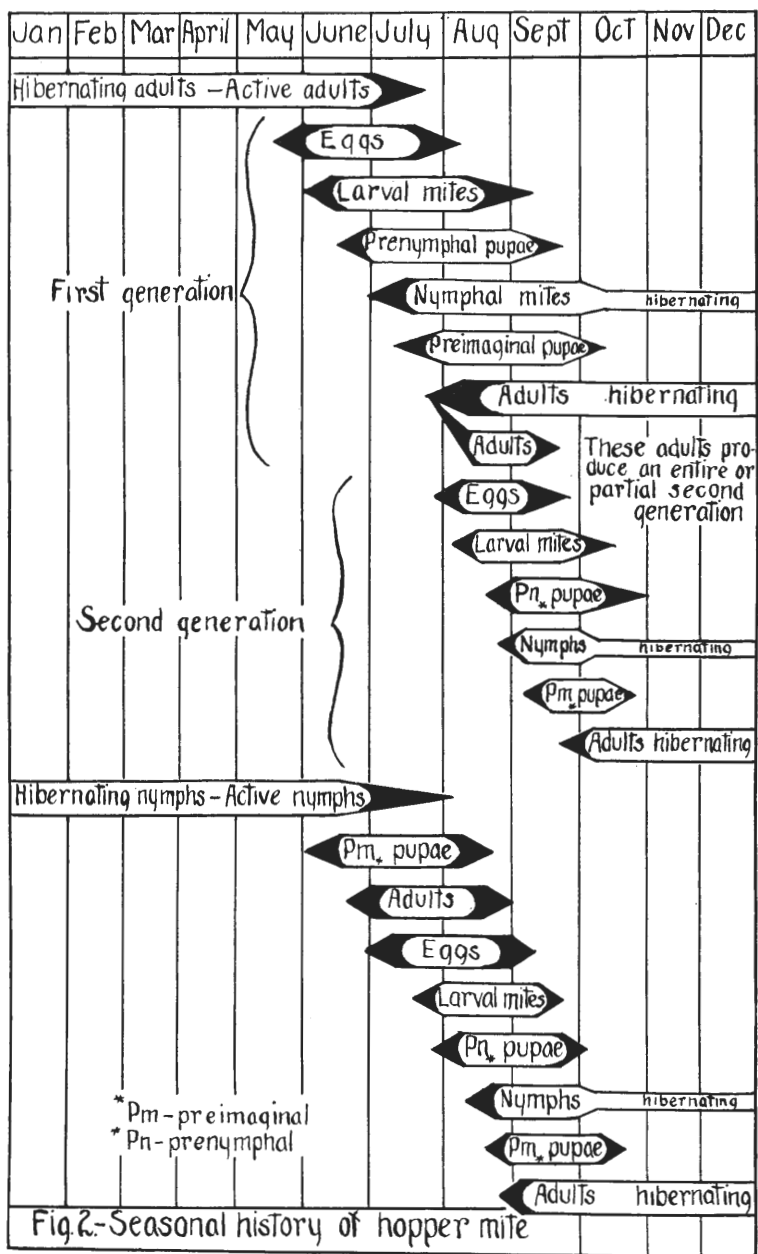 Jan Feb Mar April May June July Aug Sept Oct Nov Dec
Hibernating adults – Active adults
Eggs
Larval mites
Prenymphal pupae
First generation
Nymphal mites hibernating
Preimaginal pupae
Adults hibernating
Adults
These adults pro-
duce an entire or
partial second
generation
Eggs
Larval mites
Pn* pupae
Second generation
Nymphs hibernating
Pm* pupae
Adults hibernating
Hibernating nymphs – Active nymphs
Pm* pupae
Adults
Eggs
Larval mites
Pn* pupae
Nymphs hibernating
*Pm-preimaginal
*Pn-prenymphal
Pm* pupae
Adults hibernating
Fig.2.-Seasonal history of hopper mite